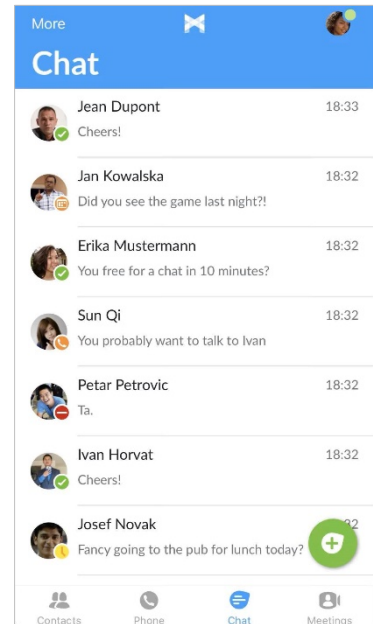 More
Chat
Jean Dupont 18:33
Cheers!
Jan Kowalska 18:32
Did you see the game last night?!
Erika Mustermann 18:32
You free for a chat in 10 minutes?
Sun Qi 18:32
You probably want to talk to Ivan
Petar Petrovic 18:32
Ta.
Ivan Horvat 18:32
Cheers!
Josef Novak
Fancy going to the pub for lunch today?
Contacts Phone Chat Meetings